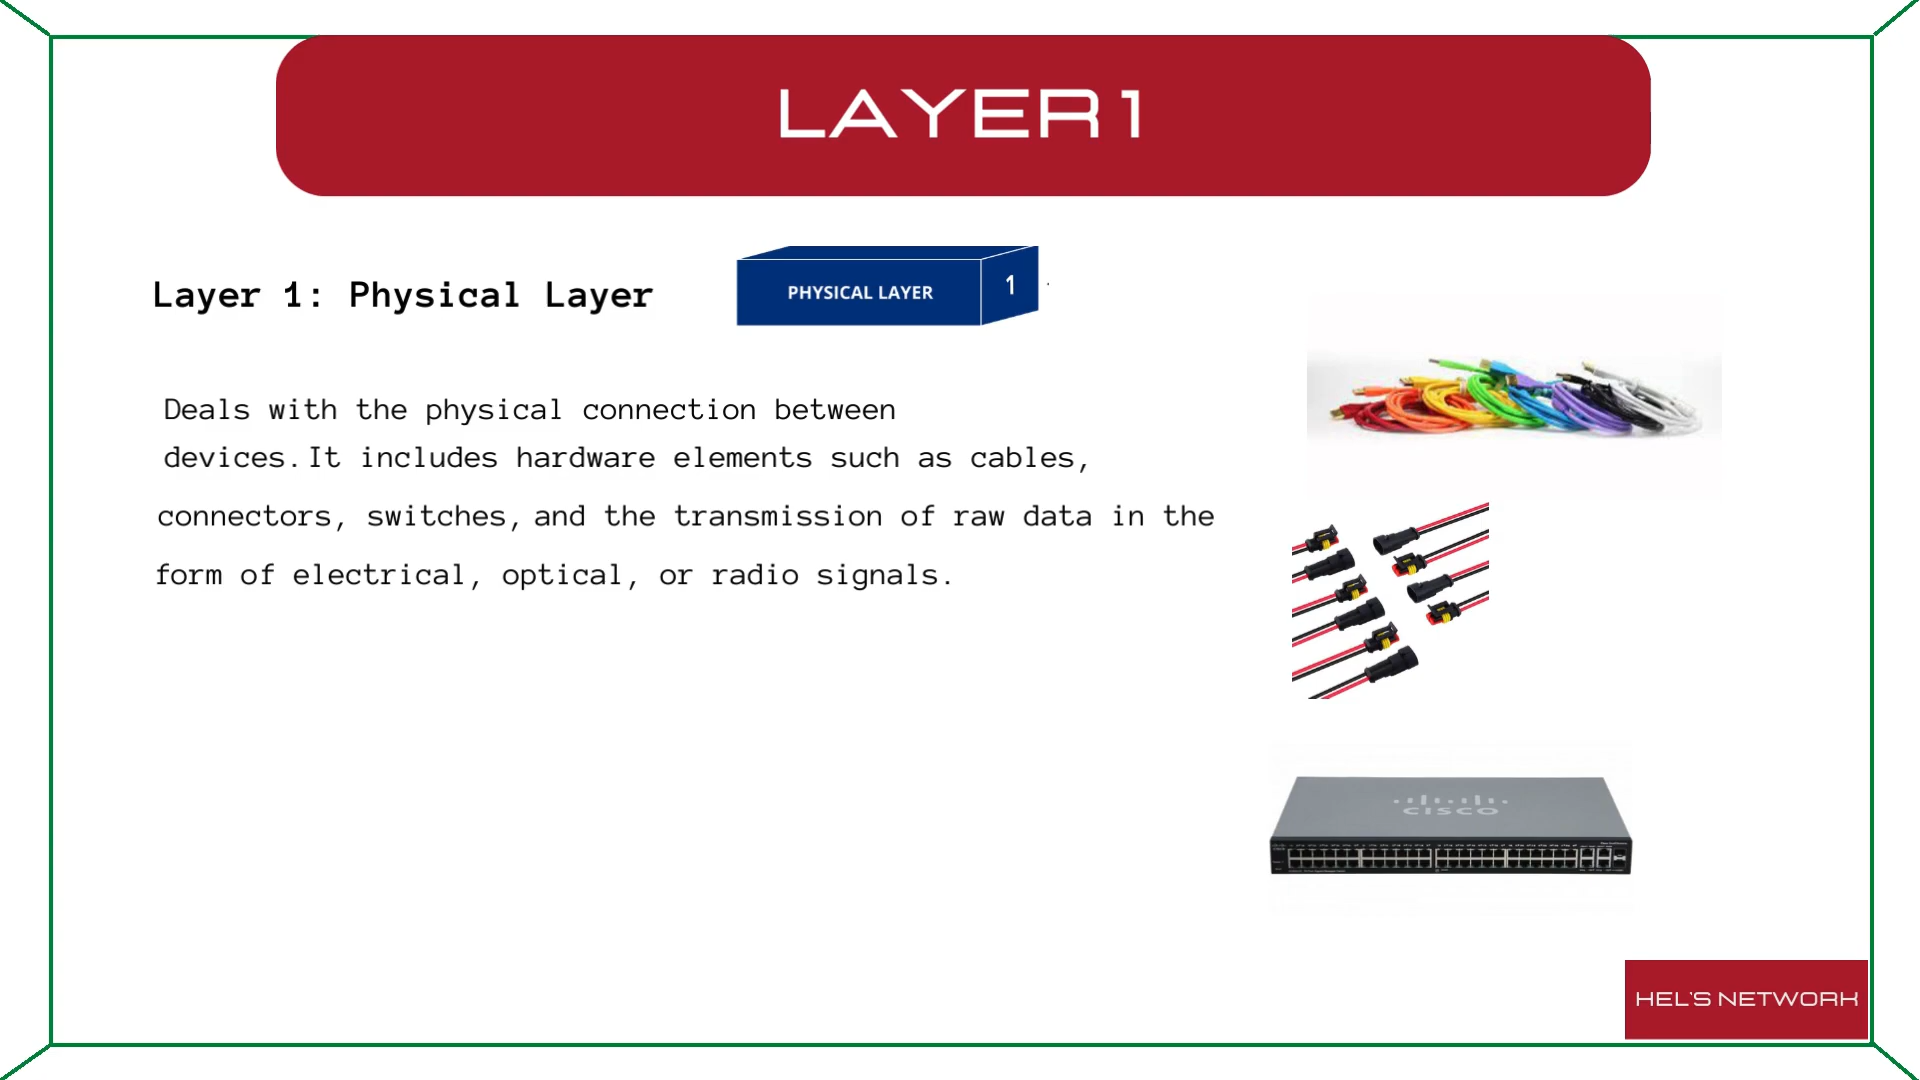 LAYER 1
Layer 1: Physical Layer
PHYSICAL LAYER
1
Deals with the physical connection between
devices. It includes hardware elements such as cables,
connectors, switches, and the transmission of raw data in the
form of electrical, optical, or radio signals.
CISCO
HEL'S NETWORK